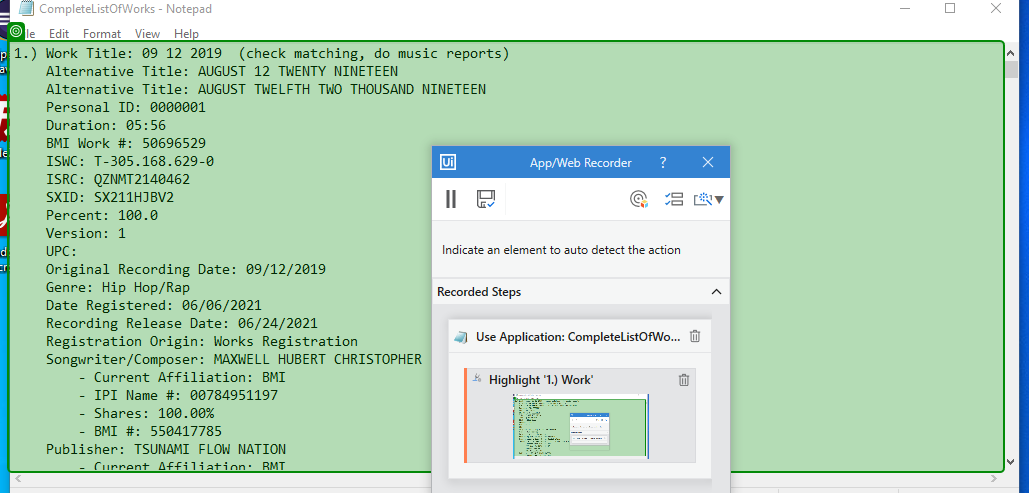 CompleteListOfWorks - Notepad
le Edit Format View Help
1.) Work Title: 09 12 2019 (check matching, do music reports)
Alternative Title: AUGUST 12 TWENTY NINETEEN
Alternative Title: AUGUST TWELFTH TWO THOUSAND NINETEEN
Personal ID: 0000001
Duration: 05:56
BMI Work #: 50696529
ISWC: T-305.168.629-0
ISRC: QZNMT2140462
SXID: SX211HJBV2
Percent: 100.0
Version: 1
UPC:
Original Recording Date: 09/12/2019
Genre: Hip Hop/Rap
Date Registered: 06/06/2021
Recording Release Date: 06/24/2021
Registration Origin: Works Registration
Songwriter/Composer: MAXWELL HUBERT CHRISTOPHER
- Current Affiliation: BMI
- IPI Name #: 00784951197
- Shares: 100.00%
- BMI #: 550417785
Publisher: TSUNAMI FLOW NATION
- Current Affiliation: BMI
Ui App/Web Recorder ?
Indicate an element to auto detect the action
Recorded Steps
Use Application: CompleteListOfWo...
Highlight '1.) Work'